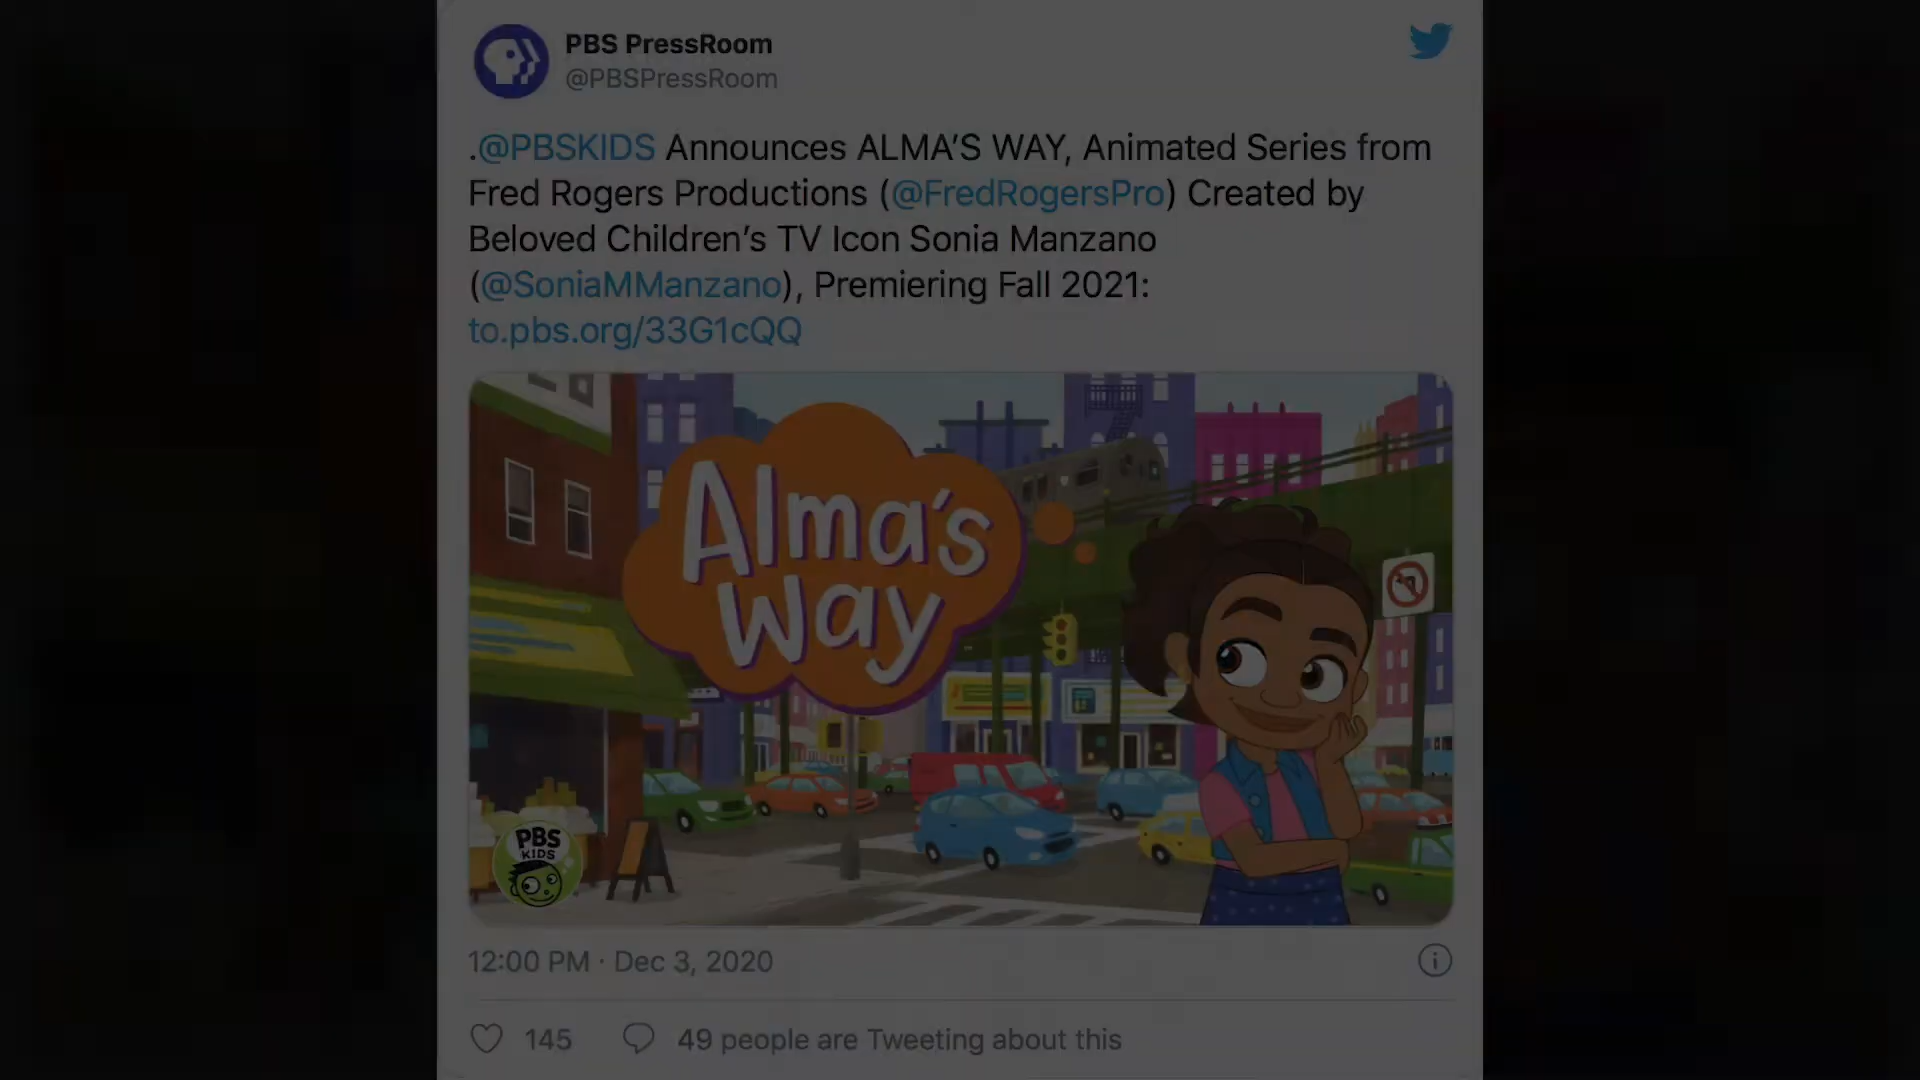 PBS PressRoom
@PBSPressRoom
.@PBSKIDS Announces ALMA’S WAY, Animated Series from
Fred Rogers Productions (@FredRogersPro) Created by
Beloved Children’s TV Icon Sonia Manzano
(@SoniaMManzano), Premiering Fall 2021:
to.pbs.org/33G1cQQ
Alma's
Way
PBS
KIDS
12:00 PM · Dec 3, 2020
145
49 people are Tweeting about this